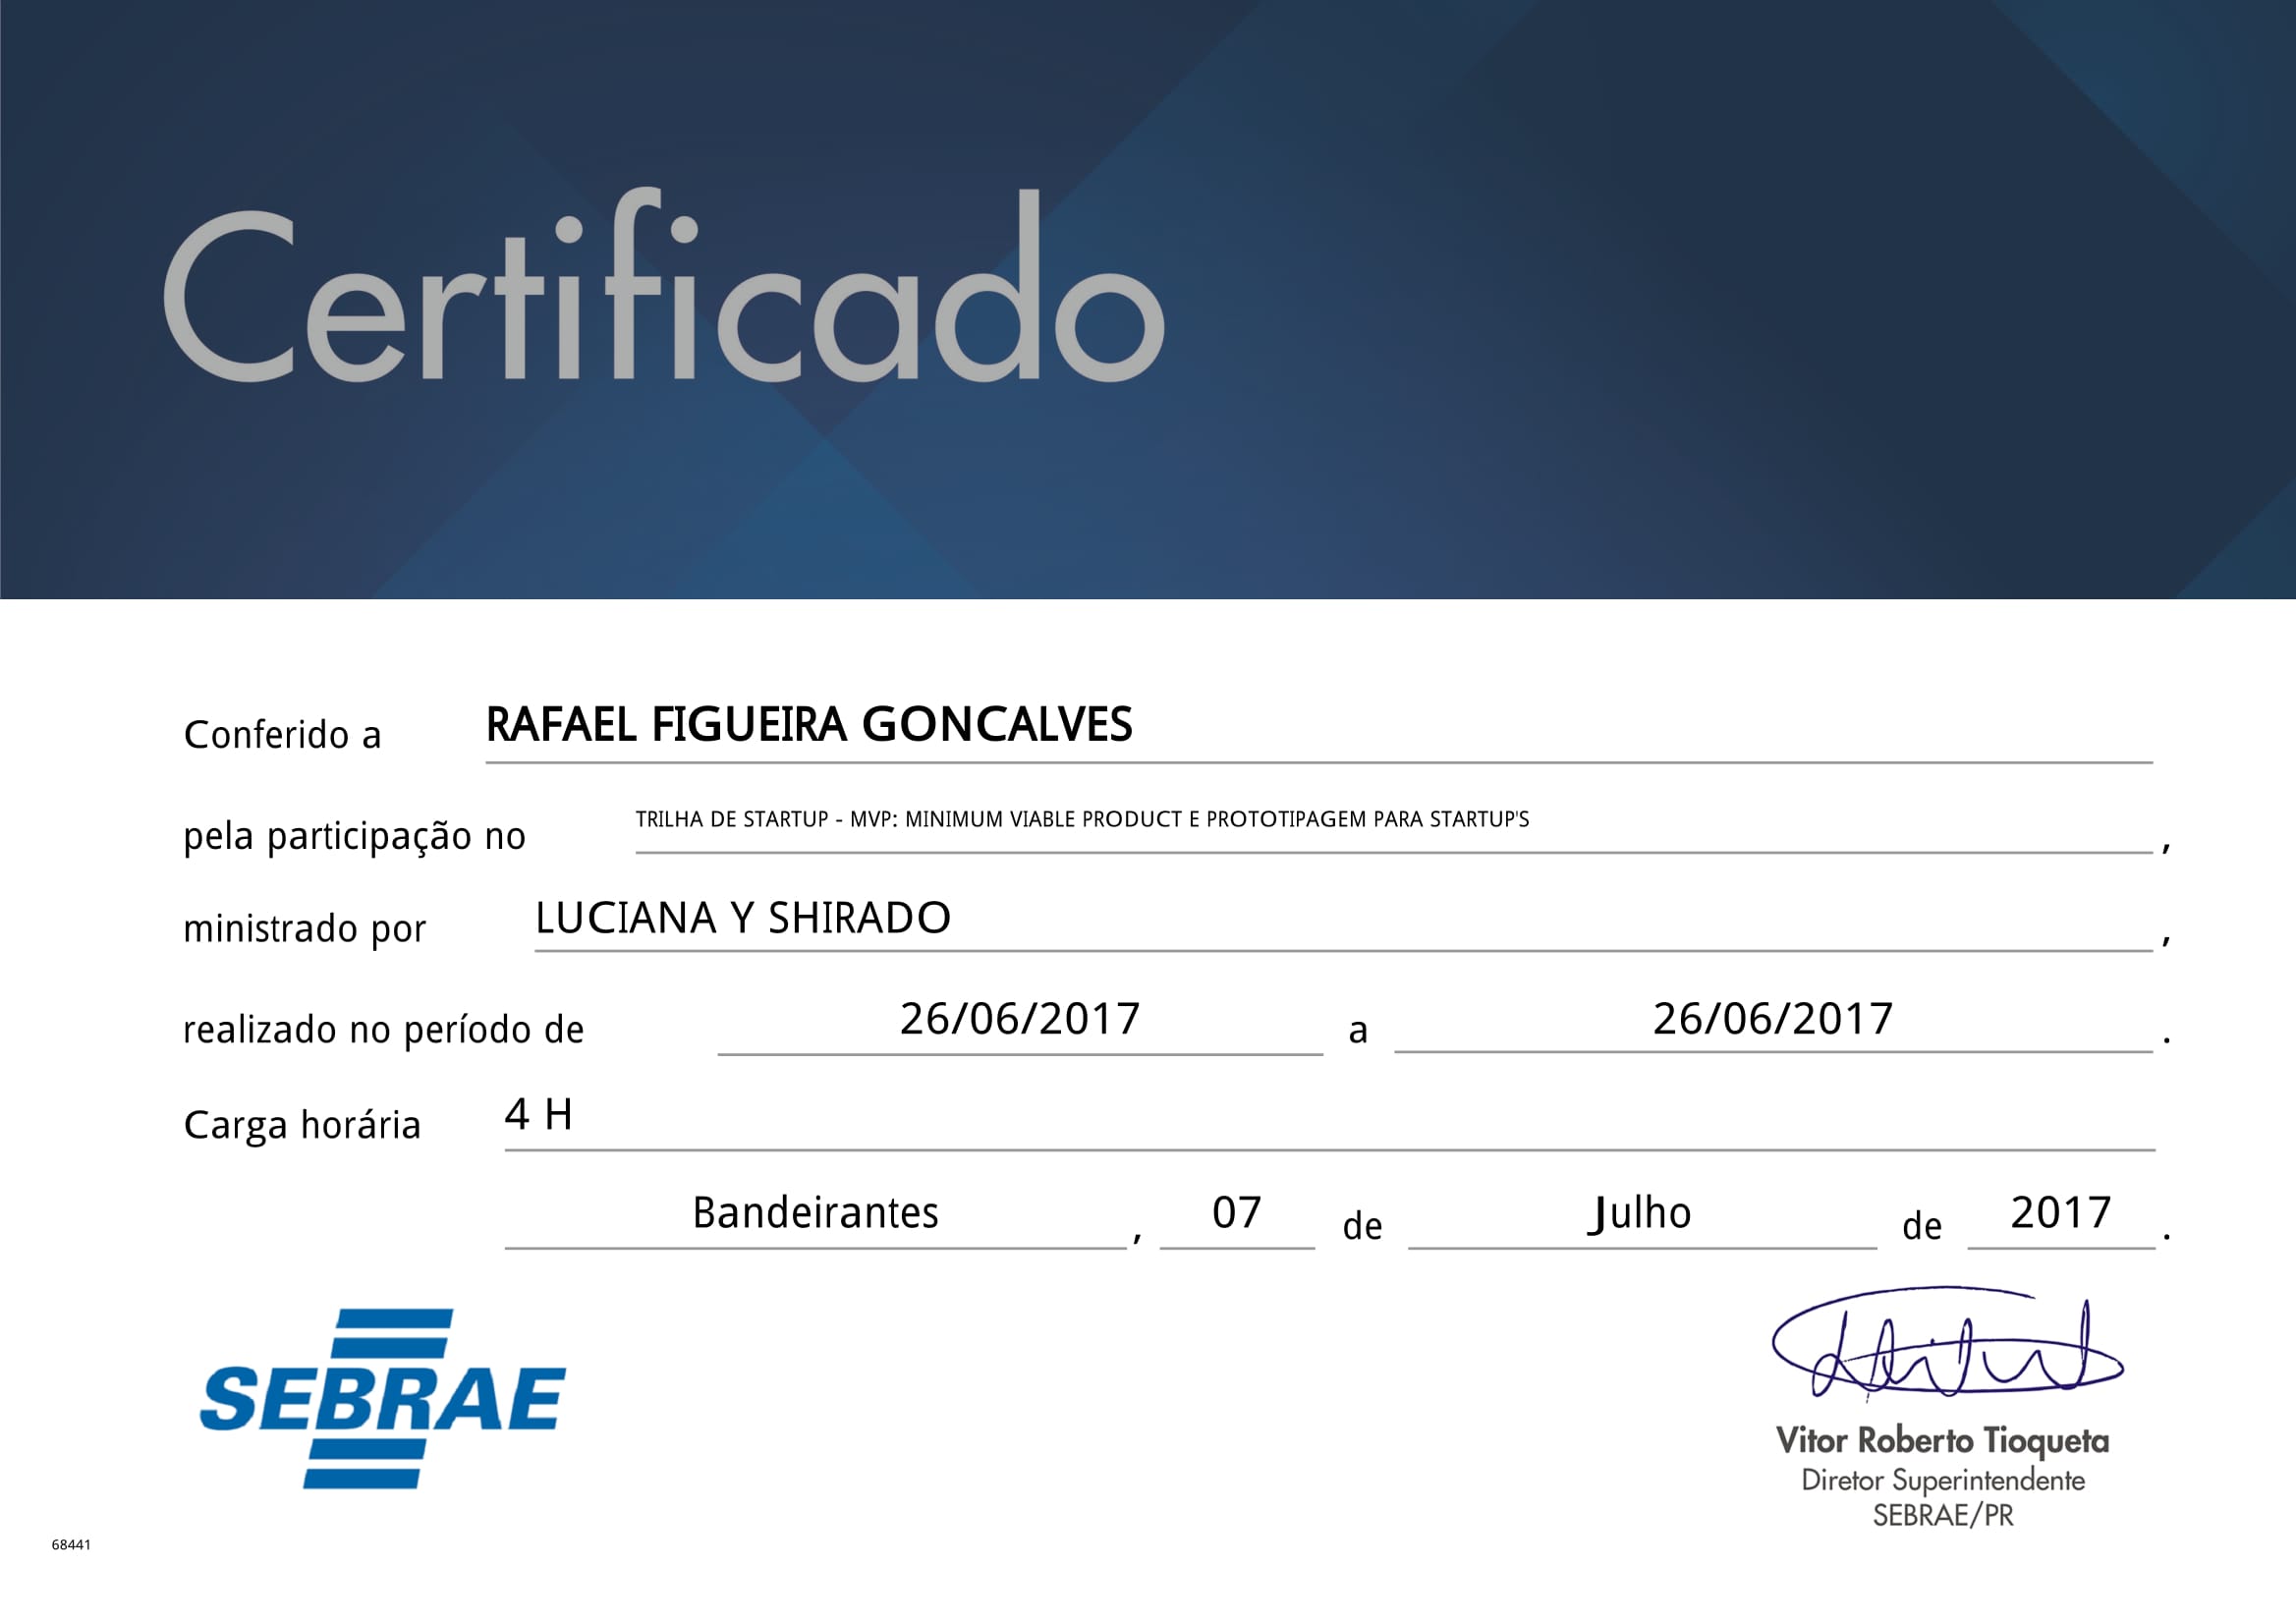 Certificado
Conferido a RAFAEL FIGUEIRA GONCALVES
pela participação no TRILHA DE STARTUP - MVP: MINIMUM VIABLE PRODUCT E PROTOTIPAGEM PARA STARTUP'S ,
ministrado por LUCIANA Y SHIRADO ,
realizado no período de 26/06/2017 a 26/06/2017 .
Carga horária 4 H
Bandeirantes , 07 de Julho de 2017 .
SEBRAE
Vitor Roberto Tioqueta
Diretor Superintendente
SEBRAE/PR
68441